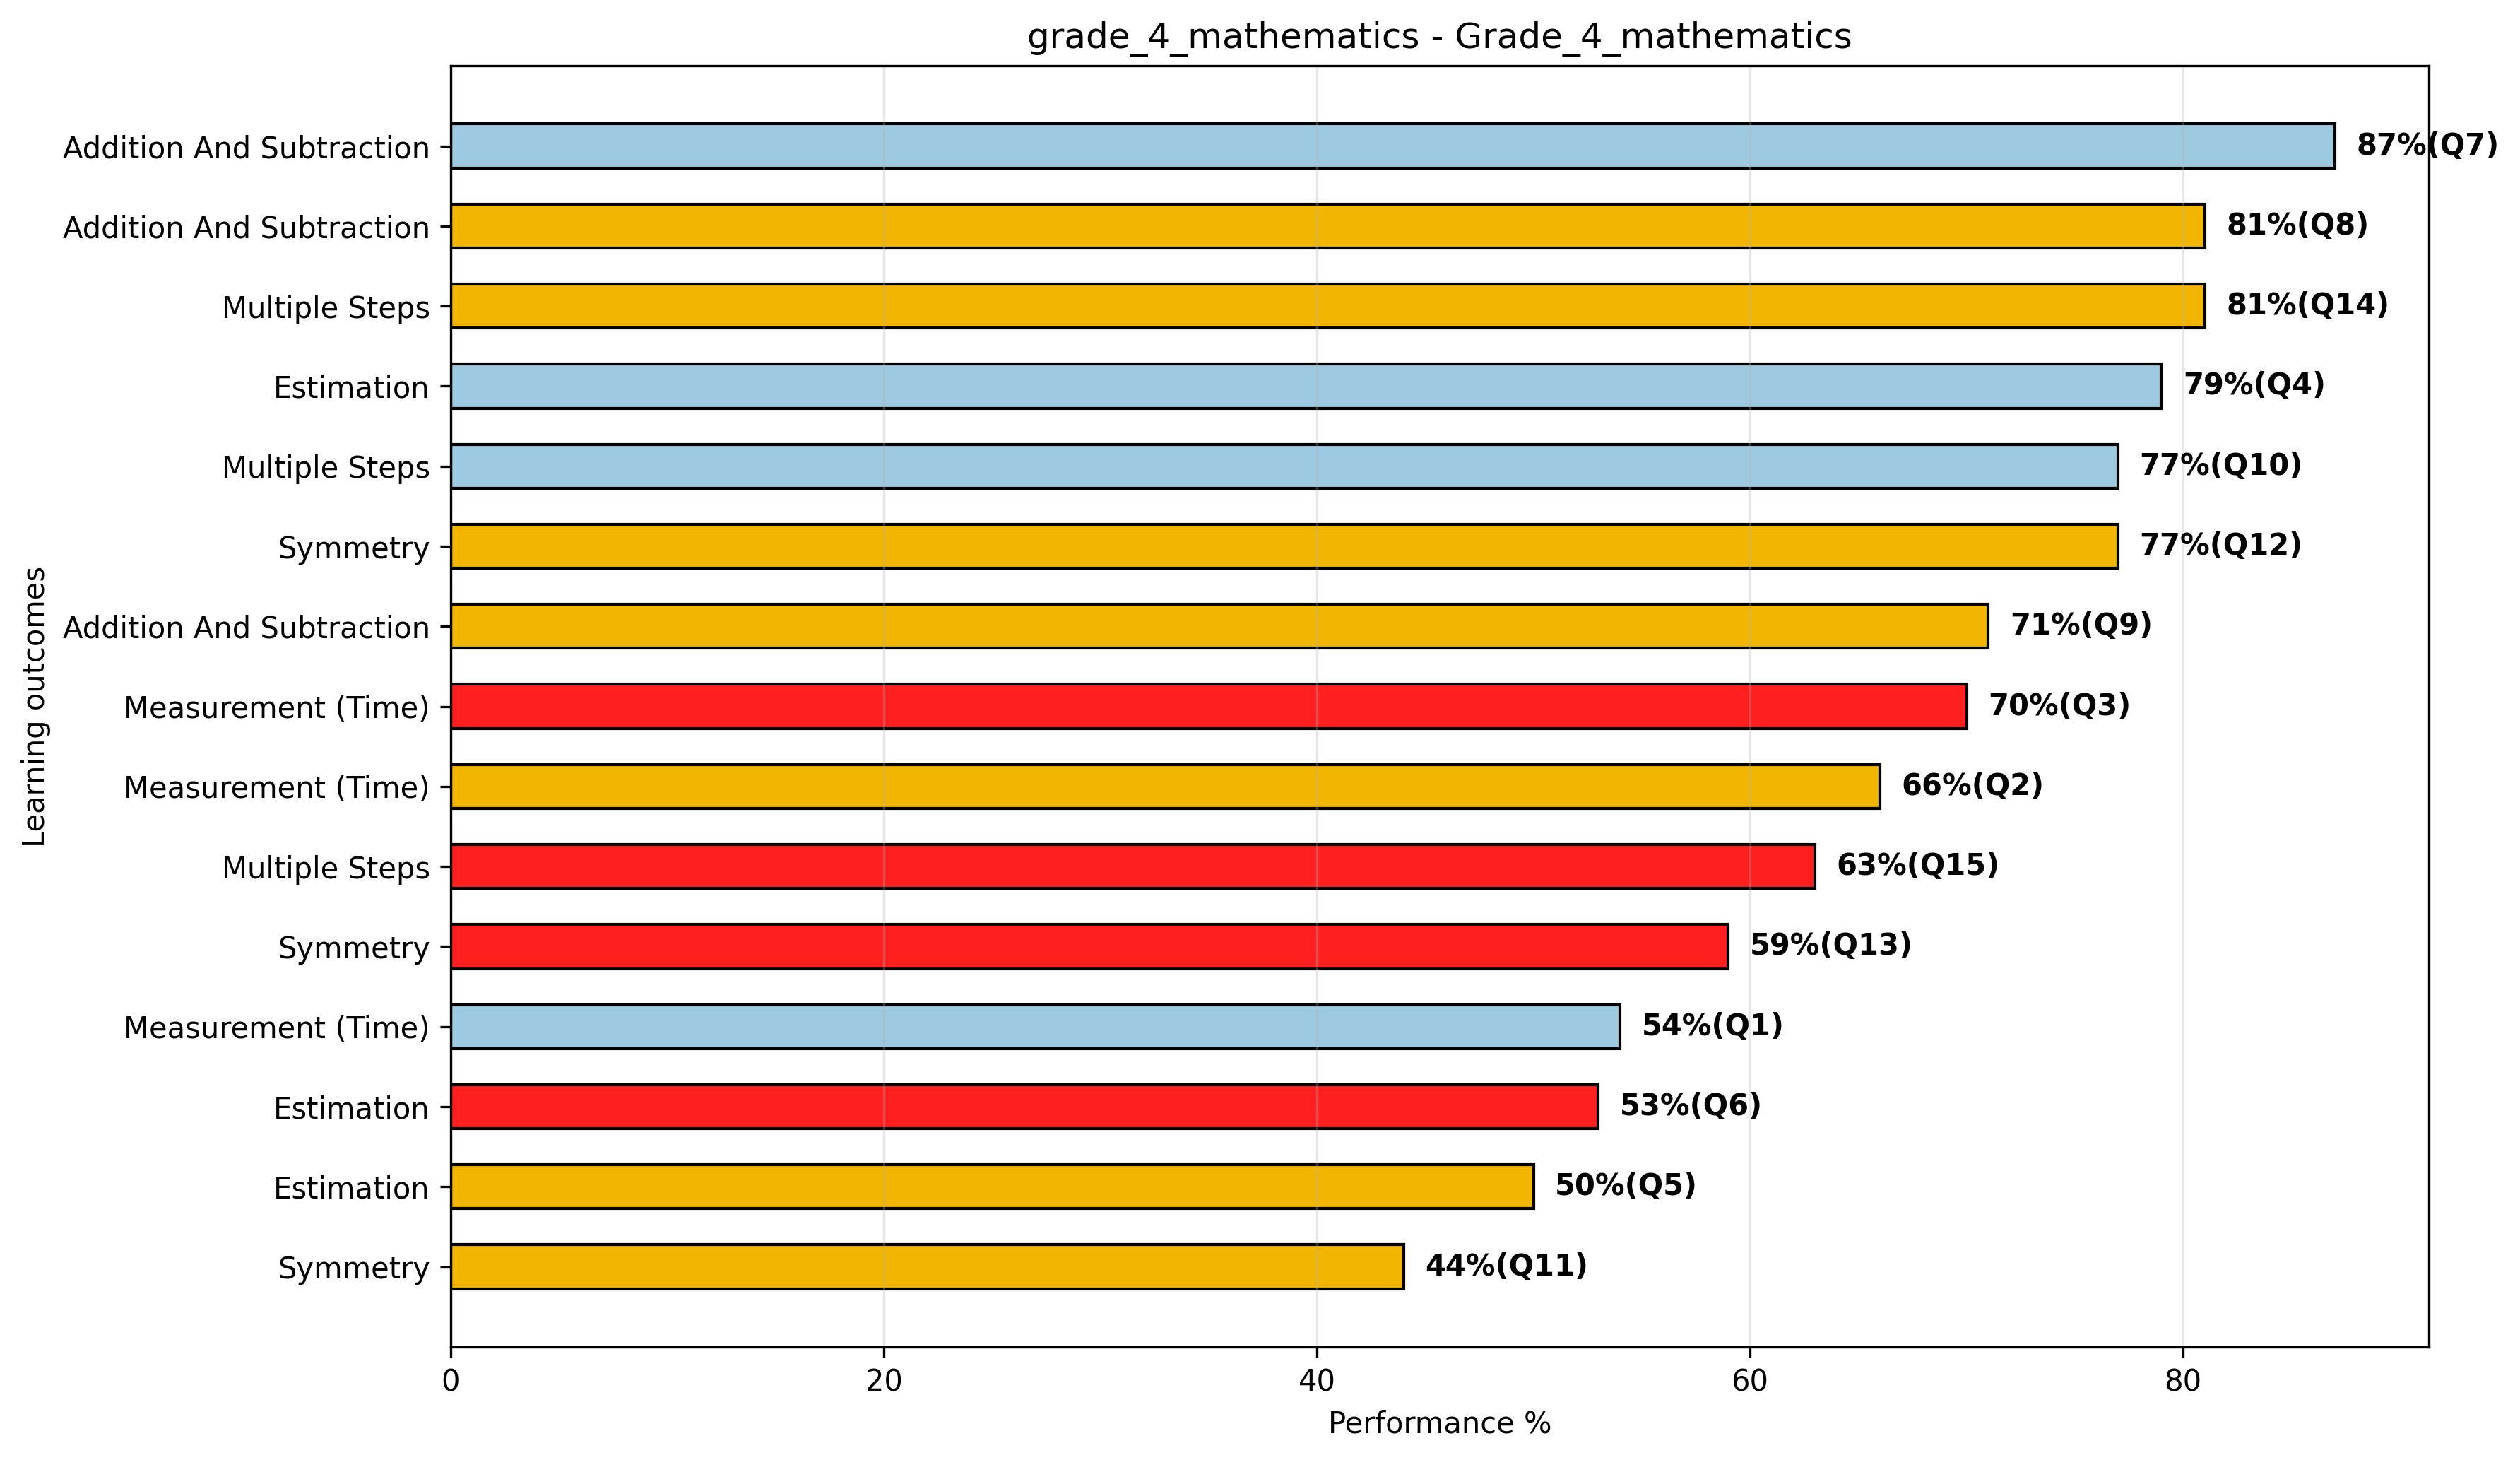 grade_4_mathematics - Grade_4_mathematics
Learning outcomes
Addition And Subtraction 87%(Q7)
Addition And Subtraction 81%(Q8)
Multiple Steps 81%(Q14)
Estimation 79%(Q4)
Multiple Steps 77%(Q10)
Symmetry 77%(Q12)
Addition And Subtraction 71%(Q9)
Measurement (Time) 70%(Q3)
Measurement (Time) 66%(Q2)
Multiple Steps 63%(Q15)
Symmetry 59%(Q13)
Measurement (Time) 54%(Q1)
Estimation 53%(Q6)
Estimation 50%(Q5)
Symmetry 44%(Q11)
0 20 40 60 80
Performance %